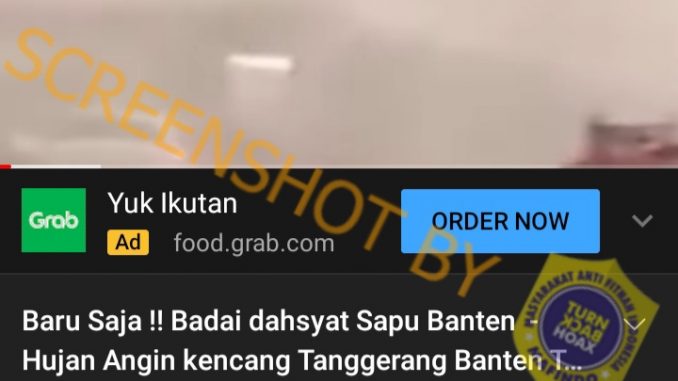 SCREENSHOT BY
Grab
Yuk Ikutan
Ad food.grab.com
ORDER NOW
Baru Saja !! Badai dahsyat Sapu Banten -
Hujan Angin kencang Tanggerang Banten T...
MASYARAKAT ANTI FITNAH INDONESIA
TURN
BACK
HOAX